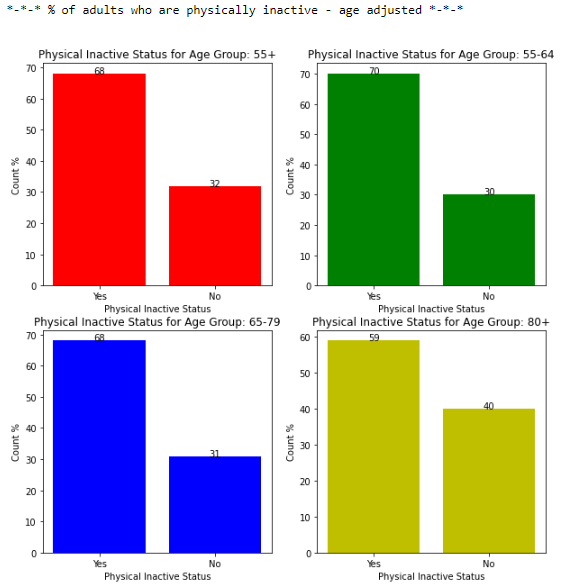 *-*-* % of adults who are physically inactive - age adjusted *-*-*
Physical Inactive Status for Age Group: 55+
70
60
50
40
30
20
10
0
Count %
68
32
Yes
No
Physical Inactive Status
Physical Inactive Status for Age Group: 55-64
70
60
50
40
30
20
10
0
Count %
70
30
Yes
No
Physical Inactive Status
Physical Inactive Status for Age Group: 65-79
70
60
50
40
30
20
10
0
Count %
68
31
Yes
No
Physical Inactive Status
Physical Inactive Status for Age Group: 80+
60
50
40
30
20
10
0
Count %
59
40
Yes
No
Physical Inactive Status